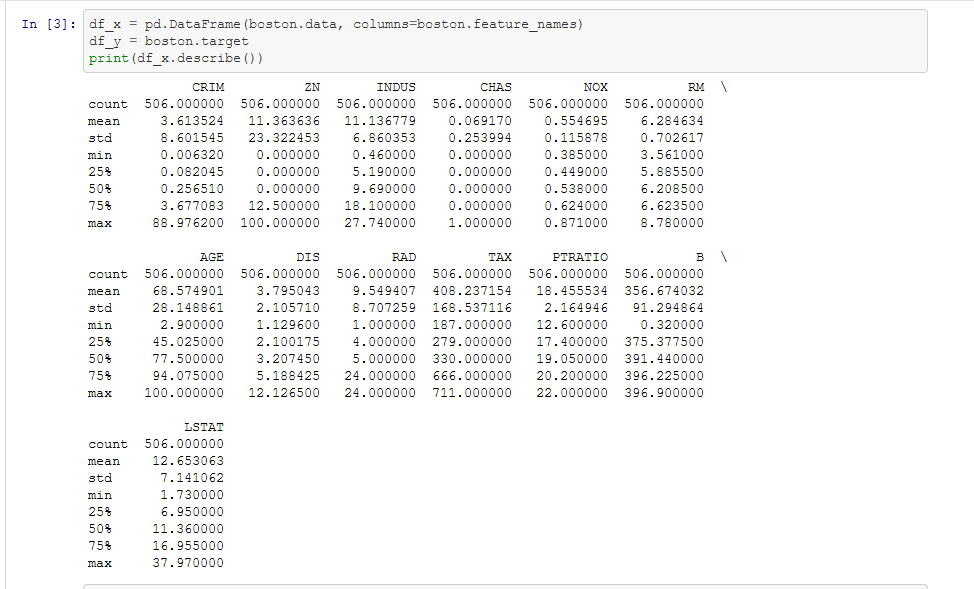 In [3]: df_x = pd.DataFrame(boston.data, columns=boston.feature_names)
df_y = boston.target
print(df_x.describe())
CRIM ZN INDUS CHAS NOX RM \
count 506.000000 506.000000 506.000000 506.000000 506.000000 506.000000
mean 3.613524 11.363636 11.136779 0.069170 0.554695 6.284634
std 8.601545 23.322453 6.860353 0.253994 0.115878 0.702617
min 0.006320 0.000000 0.460000 0.000000 0.385000 3.561000
25% 0.082045 0.000000 5.190000 0.000000 0.449000 5.885500
50% 0.256510 0.000000 9.690000 0.000000 0.538000 6.208500
75% 3.677083 12.500000 18.100000 0.000000 0.624000 6.623500
max 88.976200 100.000000 27.740000 1.000000 0.871000 8.780000
AGE DIS RAD TAX PTRATIO B \
count 506.000000 506.000000 506.000000 506.000000 506.000000 506.000000
mean 68.574901 3.795043 9.549407 408.237154 18.455534 356.674032
std 28.148861 2.105710 8.707259 168.537116 2.164946 91.294864
min 2.900000 1.129600 1.000000 187.000000 12.600000 0.320000
25% 45.025000 2.100175 4.000000 279.000000 17.400000 375.377500
50% 77.500000 3.207450 5.000000 330.000000 19.050000 391.440000
75% 94.075000 5.188425 24.000000 666.000000 20.200000 396.225000
max 100.000000 12.126500 24.000000 711.000000 22.000000 396.900000
LSTAT
count 506.000000
mean 12.653063
std 7.141062
min 1.730000
25% 6.950000
50% 11.360000
75% 16.955000
max 37.970000